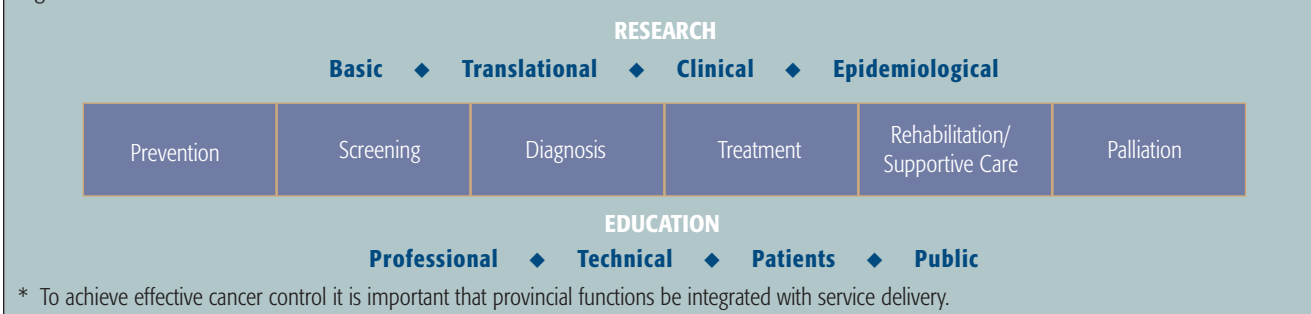 RESEARCH
Basic ◆ Translational ◆ Clinical ◆ Epidemiological
Prevention
Screening
Diagnosis
Treatment
Rehabilitation/
Supportive Care
Palliation
EDUCATION
Professional ◆ Technical ◆ Patients ◆ Public
* To achieve effective cancer control it is important that provincial functions be integrated with service delivery.